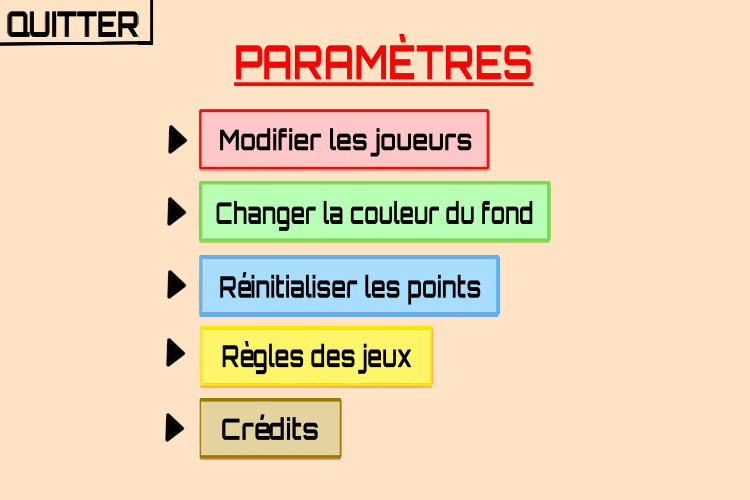 QUITTER
PARAMÈTRES
Modifier les joueurs
Changer la couleur du fond
Réinitialiser les points
Règles des jeux
Crédits